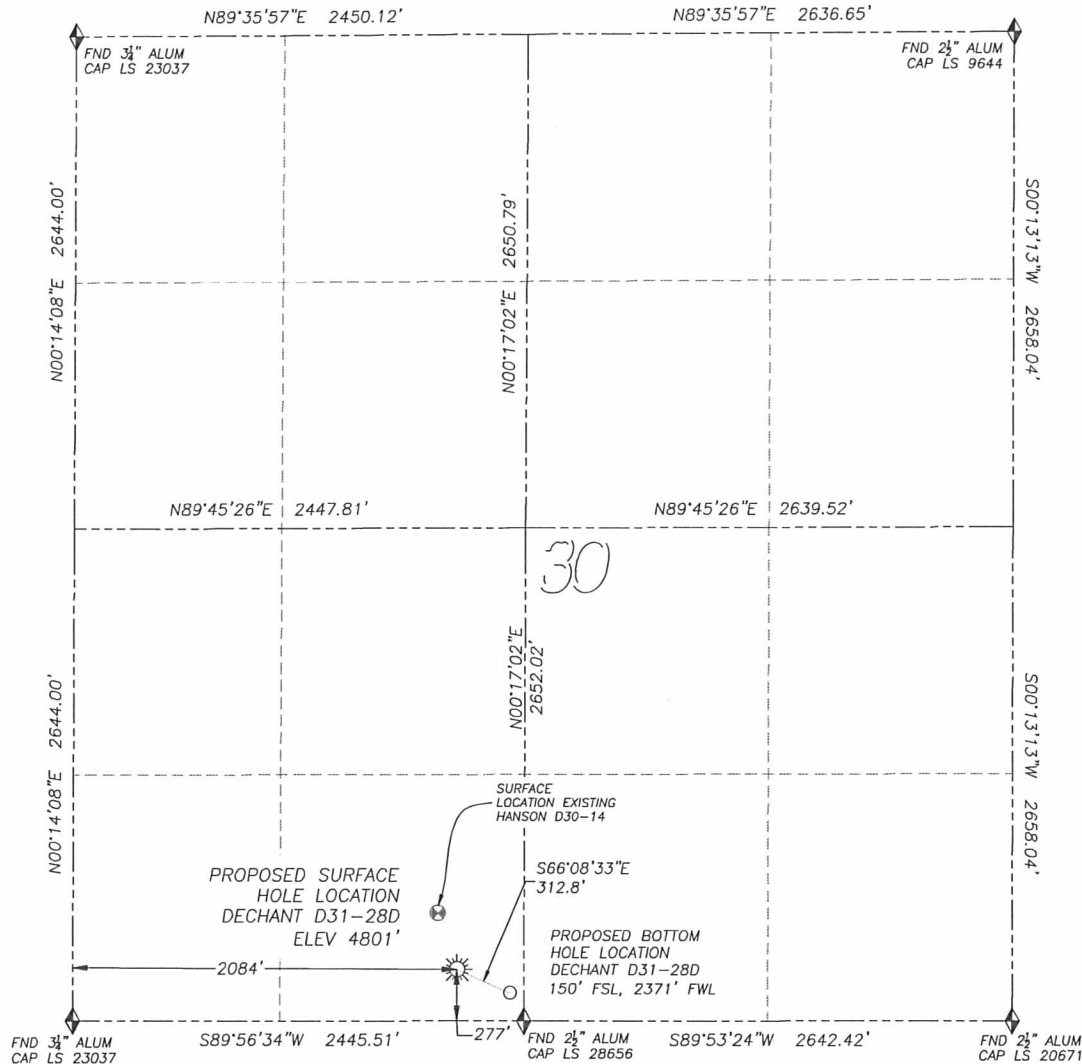 N89°35'57"E 2450.12'
N89°35'57"E 2636.65'
FND 3¼" ALUM
CAP LS 23037
FND 2½" ALUM
CAP LS 9644
N00°14'08"E 2644.00'
N00°17'02"E 2650.79'
S00°13'13"W 2658.04'
N89°45'26"E 2447.81'
N89°45'26"E 2639.52'
30
N00°14'08"E 2644.00'
N00°17'02"E
2652.02'
S00°13'13"W 2658.04'
SURFACE
LOCATION EXISTING
HANSON D30-14
S66°08'33"E
312.8'
PROPOSED SURFACE
HOLE LOCATION
DECHANT D31-28D
ELEV 4801'
PROPOSED BOTTOM
HOLE LOCATION
DECHANT D31-28D
150' FSL, 2371' FWL
2084'
277'
FND 3¼" ALUM
CAP LS 23037
S89°56'34"W 2445.51'
FND 2½" ALUM
CAP LS 28656
S89°53'24"W 2642.42'
FND 2½" ALUM
CAP LS 20671